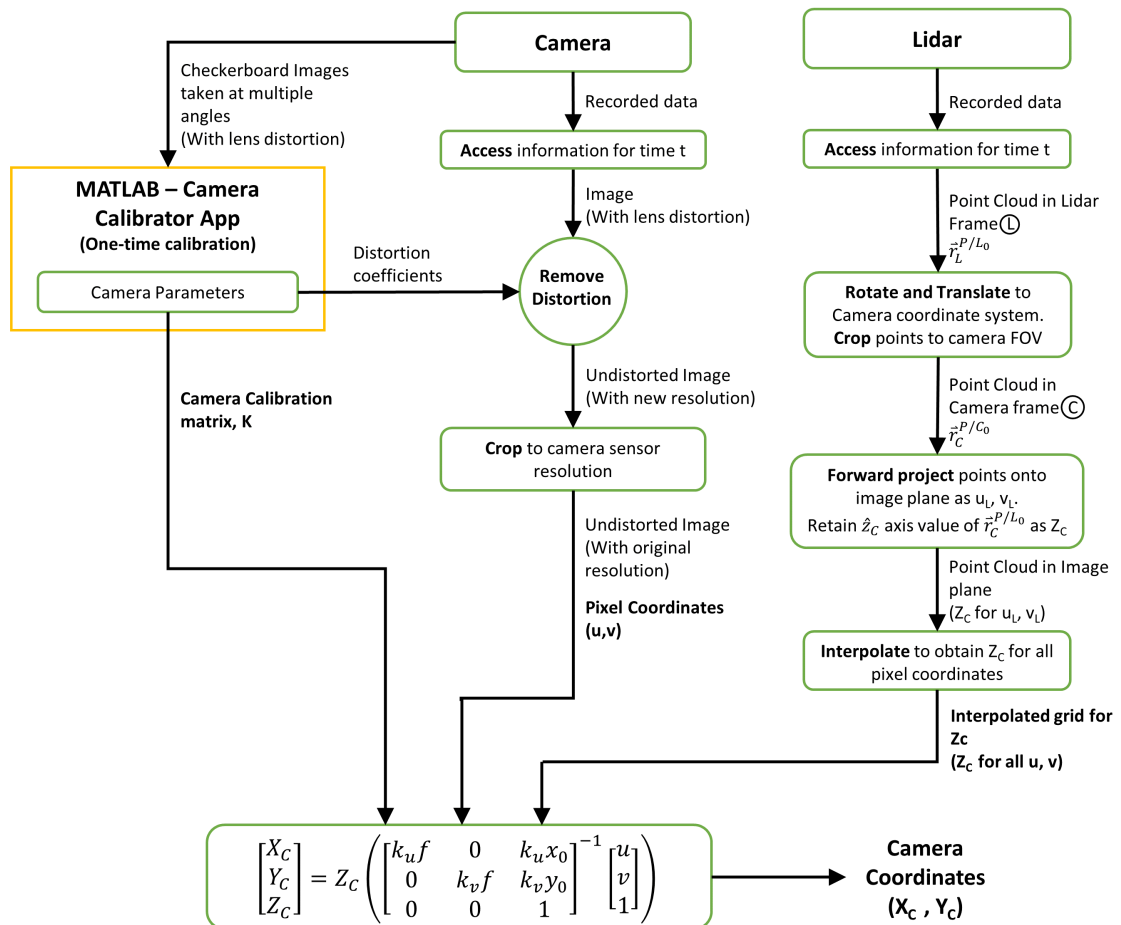 Camera
Lidar
Checkerboard Images
taken at multiple
angles
(With lens distortion)
Recorded data
Recorded data
Access information for time t
Access information for time t
MATLAB – Camera
Calibrator App
(One-time calibration)
Camera Parameters
Image
(With lens distortion)
Point Cloud in Lidar
Frame Ⓛ
r⃗_L^{P/L₀}
Distortion
coefficients
Remove
Distortion
Rotate and Translate to
Camera coordinate system.
Crop points to camera FOV
Undistorted Image
(With new resolution)
Camera Calibration
matrix, K
Point Cloud in
Camera frame Ⓒ
r⃗_C^{P/C₀}
Crop to camera sensor
resolution
Forward project points onto
image plane as u_L, v_L.
Retain ẑ_C axis value of r⃗_C^{P/L₀} as Z_C
Undistorted Image
(With original
resolution)
Pixel Coordinates
(u,v)
Point Cloud in Image
plane
(Z_C for u_L, v_L)
Interpolate to obtain Z_C for all
pixel coordinates
Interpolated grid for
Zc
(Z_C for all u, v)
[X_C] [k_u f 0 k_u x_0]⁻¹ [u]
[Y_C] = Z_C ([0 k_v f k_v y_0] [v])
[Z_C] [0 0 1] [1]
Camera
Coordinates
(X_C , Y_C)